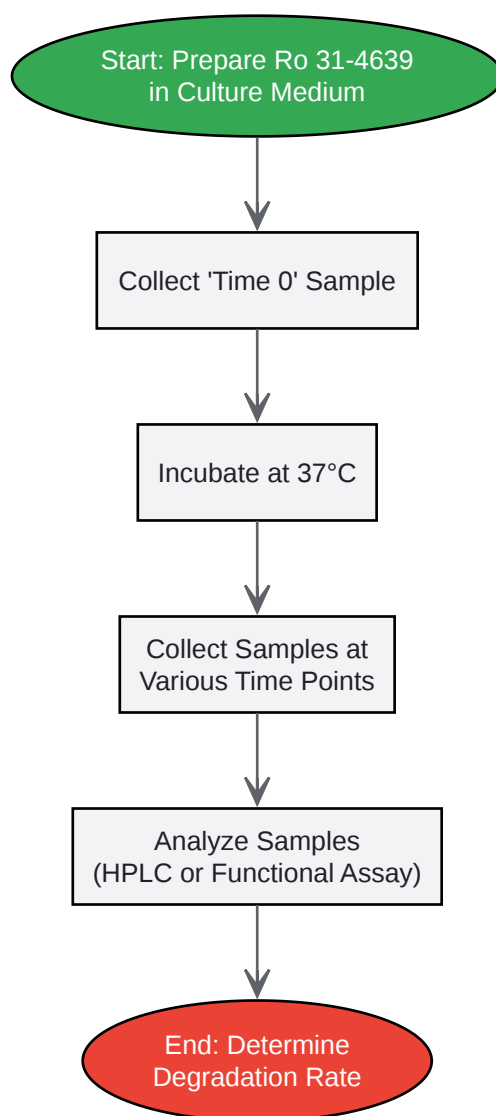 Start: Prepare Ro 31-4639
in Culture Medium
Collect 'Time 0' Sample
Incubate at 37°C
Collect Samples at
Various Time Points
Analyze Samples
(HPLC or Functional Assay)
End: Determine
Degradation Rate